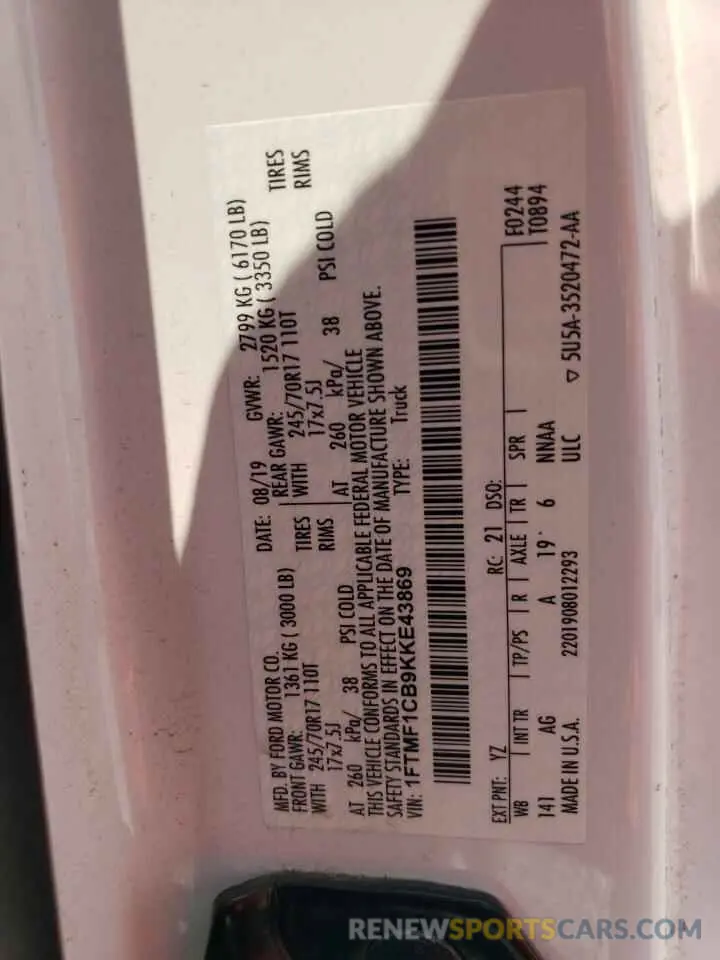 MFD. BY FORD MOTOR CO.
DATE: 08/19 GVWR: 2799 KG ( 6170 LB)
FRONT GAWR: 1361 KG ( 3000 LB) REAR GAWR: 1520 KG ( 3350 LB)
WITH 245/70R17 110T TIRES WITH 245/70R17 110T TIRES
17x7.5J RIMS 17x7.5J RIMS
AT 260 kPa/ 38 PSI COLD AT 260 kPa/ 38 PSI COLD
THIS VEHICLE CONFORMS TO ALL APPLICABLE FEDERAL MOTOR VEHICLE
SAFETY STANDARDS IN EFFECT ON THE DATE OF MANUFACTURE SHOWN ABOVE.
VIN: 1FTMF1CB9KKE43869 TYPE: Truck
EXT PNT: YZ RC: 21 DSO: F0244
WB INT TR TP/PS R AXLE TR SPR T0894
141 AG A 19 6 NNAA
MADE IN U.S.A. 2201908012293 ULC ▽ 5U5A-3520472-AA
RENEWSPORTSCARS.COM